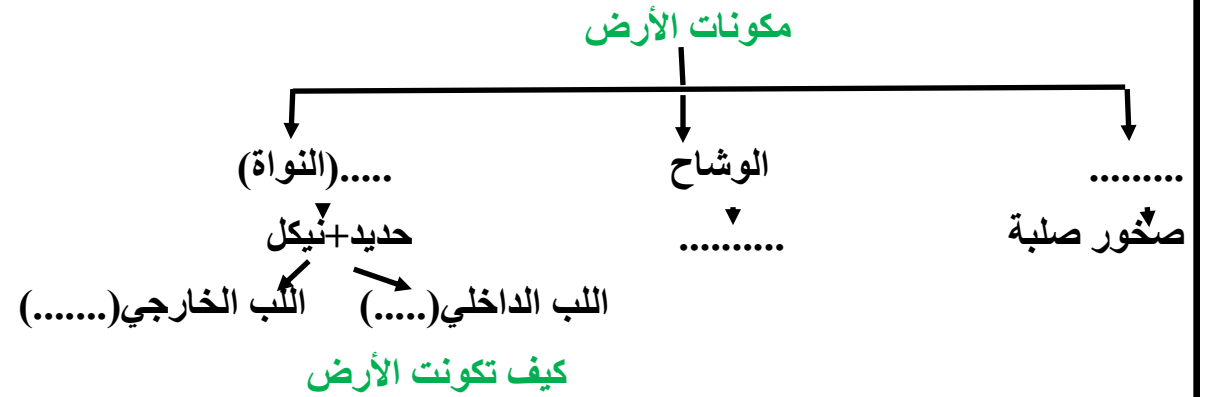 مكونات الأرض
......... الوشاح .....(النواة)
صخور صلبة .......... حديد+نيكل
اللب الداخلي(.....) اللب الخارجي(.......)
كيف تكونت الأرض